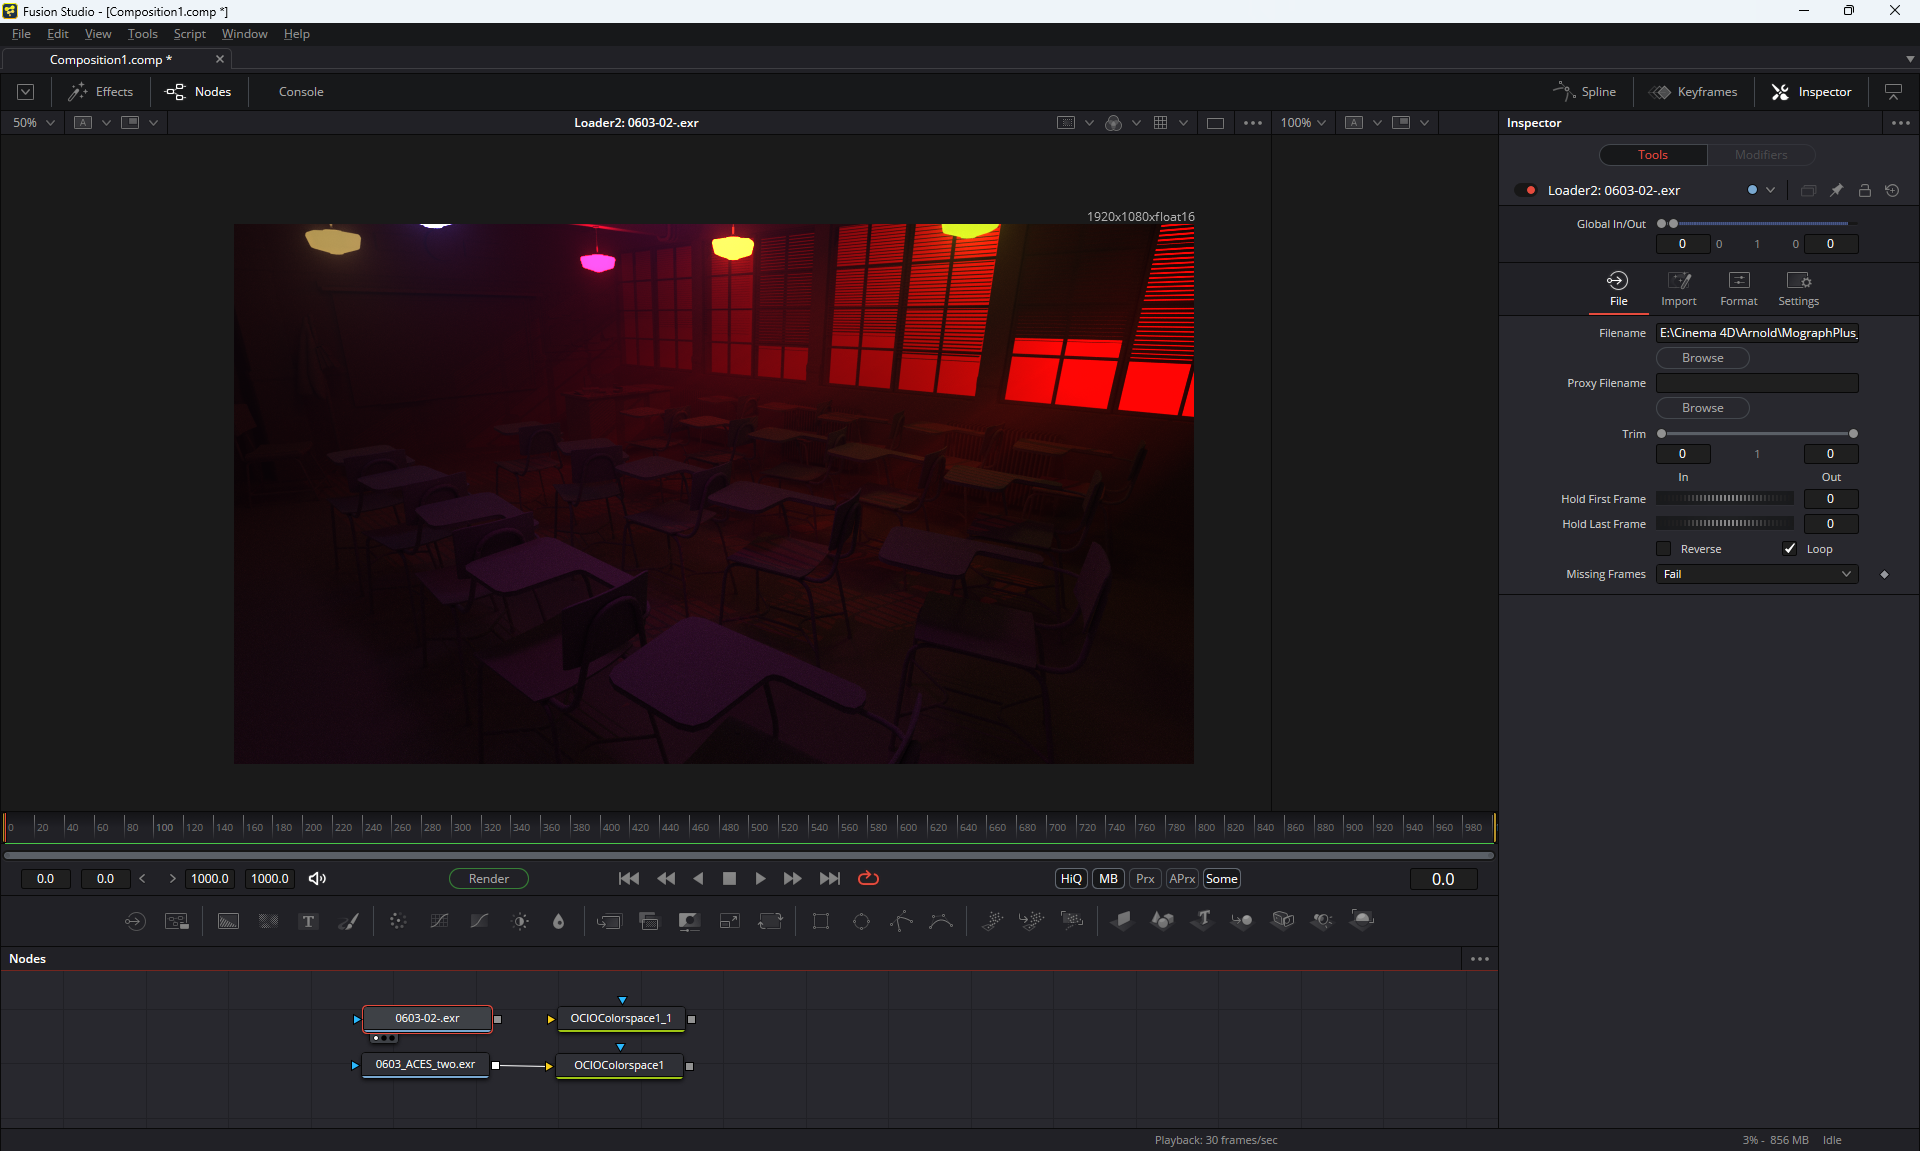 Fusion Studio - [Composition1.comp *]
File Edit View Tools Script Window Help
Composition1.comp *
Effects Nodes Console Spline Keyframes Inspector
50% A Loader2: 0603-02-.exr 100% A Inspector
Tools Modifiers
Loader2: 0603-02-.exr
1920x1080xfloat16
Global In/Out
0 0 1 0 0
File Import Format Settings
Filename E:\Cinema 4D\Arnold\MographPlus_
Browse
Proxy Filename
Browse
Trim
0 1 0
In Out
Hold First Frame 0
Hold Last Frame 0
Reverse Loop
Missing Frames Fail
0 20 40 60 80 100 120 140 160 180 200 220 240 260 280 300 320 340 360 380 400 420 440 460 480 500 520 540 560 580 600 620 640 660 680 700 720 740 760 780 800 820 840 860 880 900 920 940 960 980
0.0 0.0 < > 1000.0 1000.0 Render HiQ MB Prx APrx Some 0.0
T T
Nodes
0603-02-.exr OCIOColorspace1_1
0603_ACES_two.exr OCIOColorspace1
Playback: 30 frames/sec 3% - 856 MB Idle